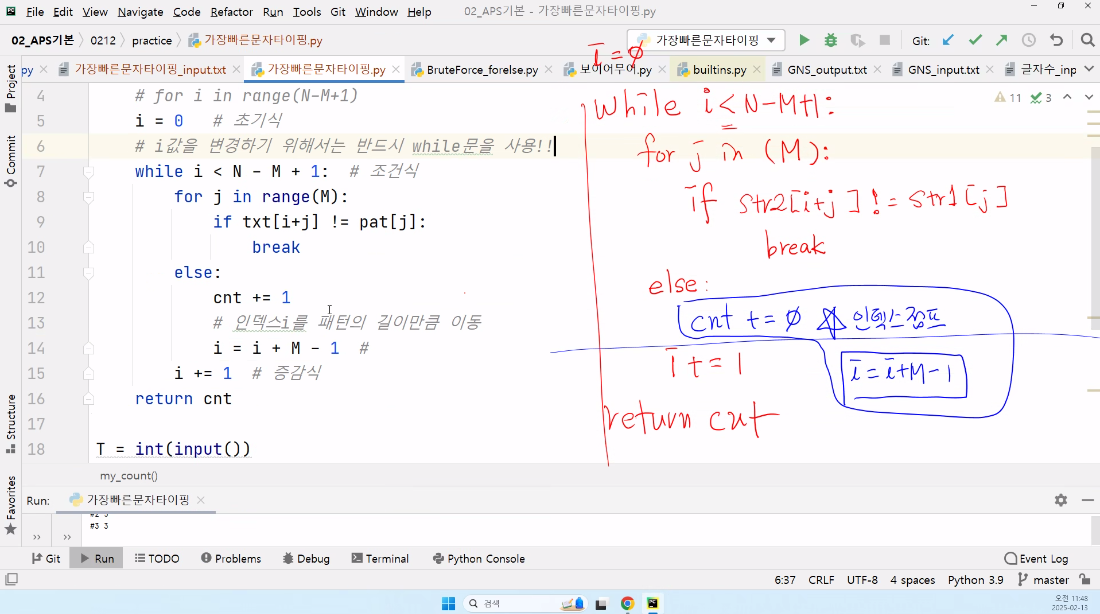 File Edit View Navigate Code Refactor Run Tools Git Window Help 02_APS기본 - 가장빠른문자타이핑.py
02_APS기본 0212 practice 가장빠른문자타이핑.py 가장빠른문자타이핑 Git:
py 가장빠른문자타이핑_input.txt 가장빠른문자타이핑.py BruteForce_forelse.py 보이어무어.py builtins.py GNS_output.txt GNS_input.txt 글자수_inp
Project
Commit
Structure
Favorites
11 3
4 # for i in range(N-M+1)
5 i = 0 # 초기식
6 # i값을 변경하기 위해서는 반드시 while문을 사용!!
7 while i < N - M + 1: # 조건식
8 for j in range(M):
9 if txt[i+j] != pat[j]:
10 break
11 else:
12 cnt += 1
13 # 인덱스i를 패턴의 길이만큼 이동
14 i = i + M - 1 #
15 i += 1 # 증감식
16 return cnt
17
18 T = int(input())
i = 0
while i < N-M+1:
for j in (M):
if str2[i+j] != str1[j]
break
else:
cnt += 0 ☆ 인덱스점프
i = i+M-1
i += 1
return cnt
my_count()
Run: 가장빠른문자타이핑
#3 3
Git Run TODO Problems Debug Terminal Python Console Event Log
6:37 CRLF UTF-8 4 spaces Python 3.9 master
검색
오전 11:48
2025-02-13